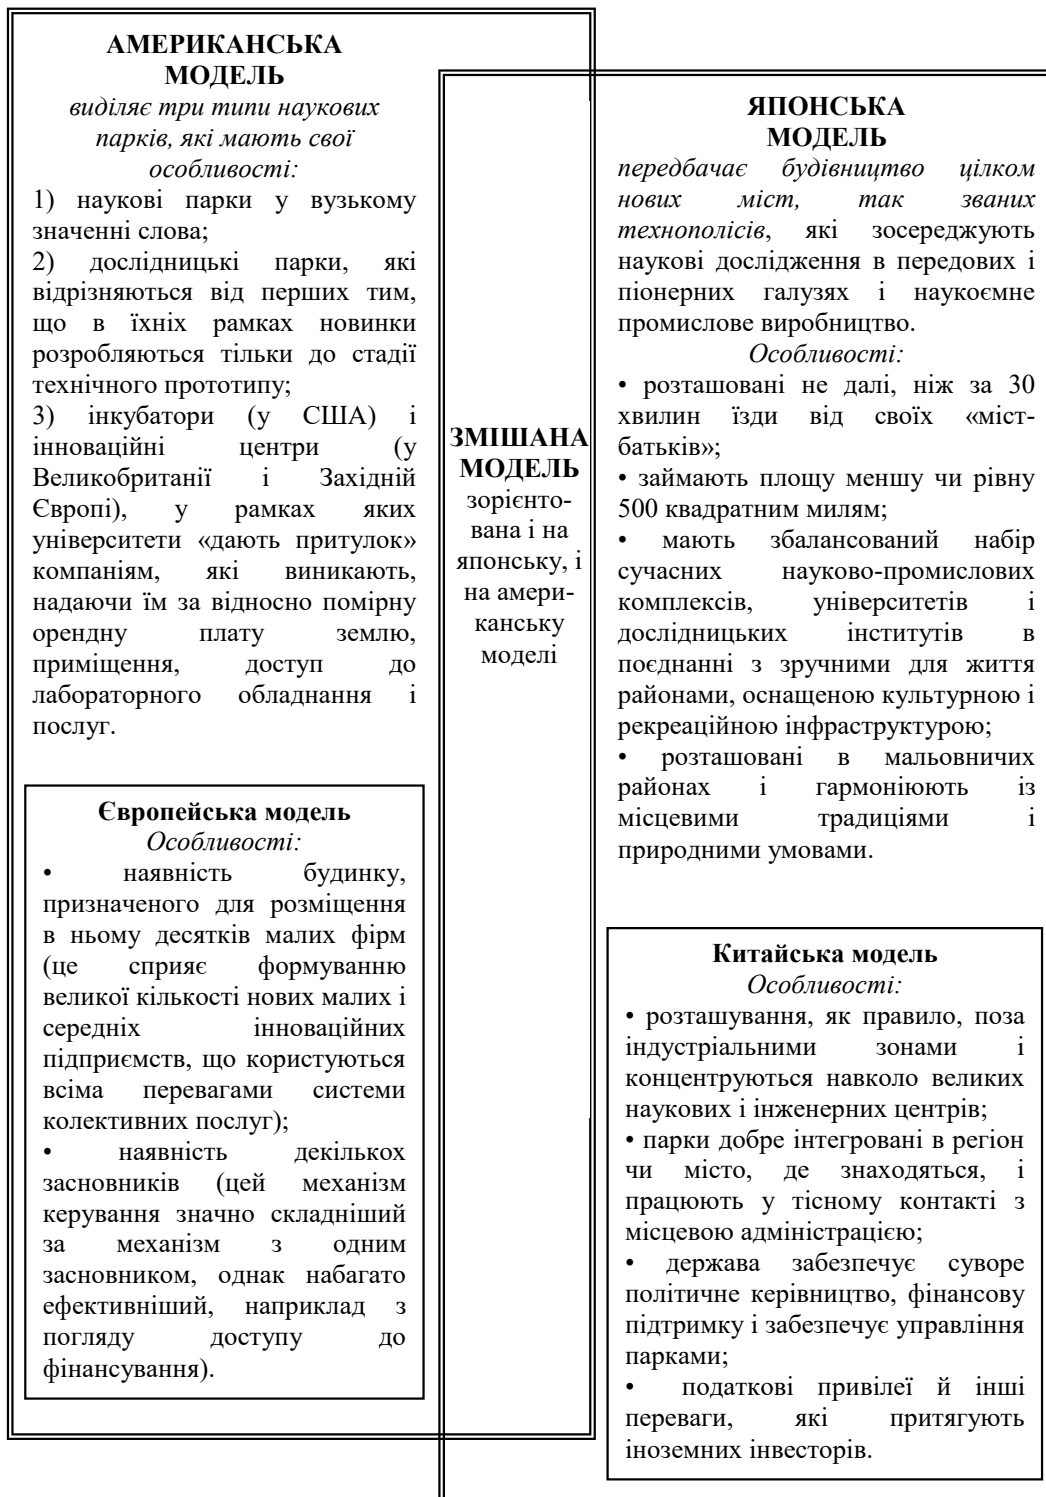 АМЕРИКАНСЬКА
МОДЕЛЬ
виділяє три типи наукових
парків, які мають свої
особливості:
1) наукові парки у вузькому
значенні слова;
2) дослідницькі парки, які
відрізняються від перших тим,
що в їхніх рамках новинки
розробляються тільки до стадії
технічного прототипу;
3) інкубатори (у США) і
інноваційні центри (у
Великобританії і Західній
Європі), у рамках яких
університети «дають притулок»
компаніям, які виникають,
надаючи їм за відносно помірну
орендну плату землю,
приміщення, доступ до
лабораторного обладнання і
послуг.
Європейська модель
Особливості:
• наявність будинку,
призначеного для розміщення
в ньому десятків малих фірм
(це сприяє формуванню
великої кількості нових малих і
середніх інноваційних
підприємств, що користуються
всіма перевагами системи
колективних послуг);
• наявність декількох
засновників (цей механізм
керування значно складніший
за механізм з одним
засновником, однак набагато
ефективніший, наприклад з
погляду доступу до
фінансування).
ЗМІШАНА
МОДЕЛЬ
зорієнто-
вана і на
японську, і
на амери-
канську
моделі
ЯПОНСЬКА
МОДЕЛЬ
передбачає будівництво цілком
нових міст, так званих
технополісів, які зосереджують
наукові дослідження в передових і
піонерних галузях і наукоємне
промислове виробництво.
Особливості:
• розташовані не далі, ніж за 30
хвилин їзди від своїх «міст-
батьків»;
• займають площу меншу чи рівну
500 квадратним милям;
• мають збалансований набір
сучасних науково-промислових
комплексів, університетів і
дослідницьких інститутів в
поєднанні з зручними для життя
районами, оснащеною культурною і
рекреаційною інфраструктурою;
• розташовані в мальовничих
районах і гармоніюють із
місцевими традиціями і
природними умовами.
Китайська модель
Особливості:
• розташування, як правило, поза
індустріальними зонами і
концентруються навколо великих
наукових і інженерних центрів;
• парки добре інтегровані в регіон
чи місто, де знаходяться, і
працюють у тісному контакті з
місцевою адміністрацією;
• держава забезпечує суворе
політичне керівництво, фінансову
підтримку і забезпечує управління
парками;
• податкові привілеї й інші
переваги, які притягують
іноземних інвесторів.